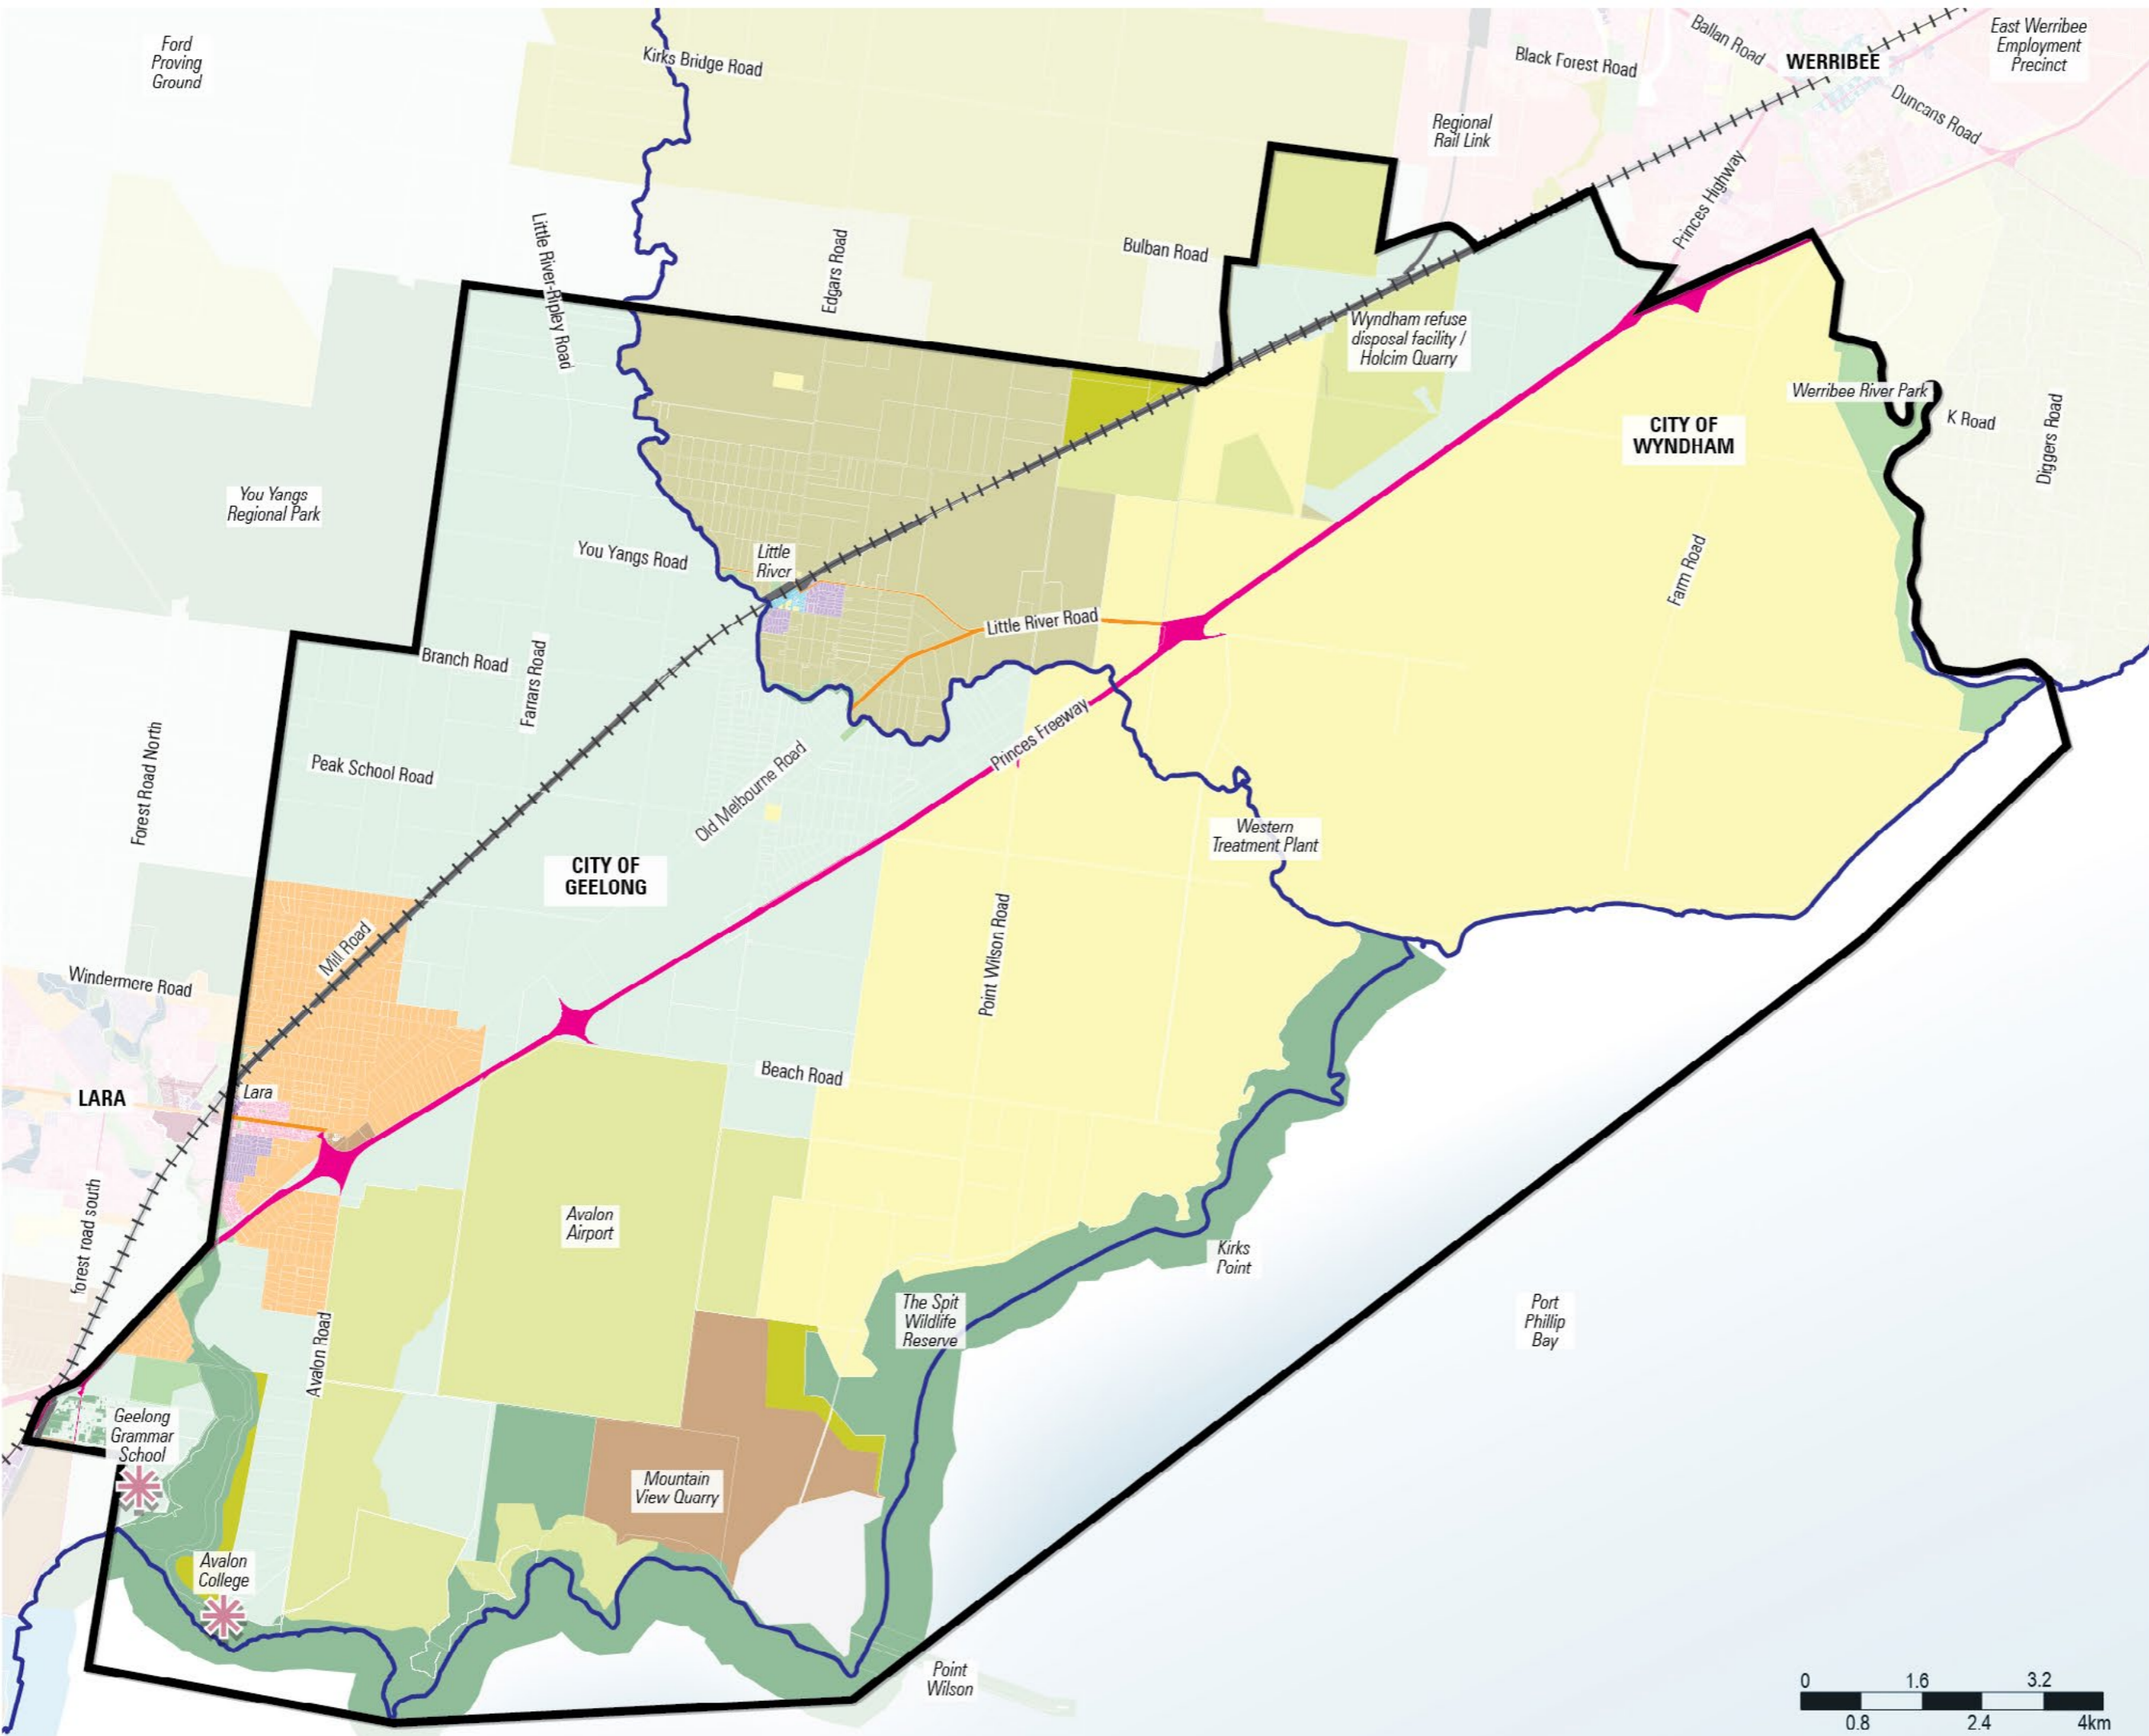 Ford
Proving
Ground
Kirks Bridge Road
Black Forest Road
Ballan Road
WERRIBEE
East Werribee
Employment
Precinct
Duncans Road
Regional
Rail Link
Princes Highway
Little River-Ripley Road
Edgars Road
Bulban Road
Wyndham refuse
disposal facility /
Holcim Quarry
Werribee River Park
K Road
Diggers Road
CITY OF
WYNDHAM
You Yangs
Regional Park
You Yangs Road
Little
River
Farm Road
Little River Road
Branch Road
Farrars Road
Princes Freeway
Forest Road North
Peak School Road
Old Melbourne Road
Western
Treatment Plant
CITY OF
GEELONG
Point Wilson Road
Mill Road
Windermere Road
Beach Road
LARA
Lara
forest road south
Avalon
Airport
Kirks
Point
The Spit
Wildlife
Reserve
Port
Phillip
Bay
Avalon Road
Geelong
Grammar
School
Mountain
View Quarry
Avalon
College
Point
Wilson
0 1.6 3.2
0.8 2.4 4km